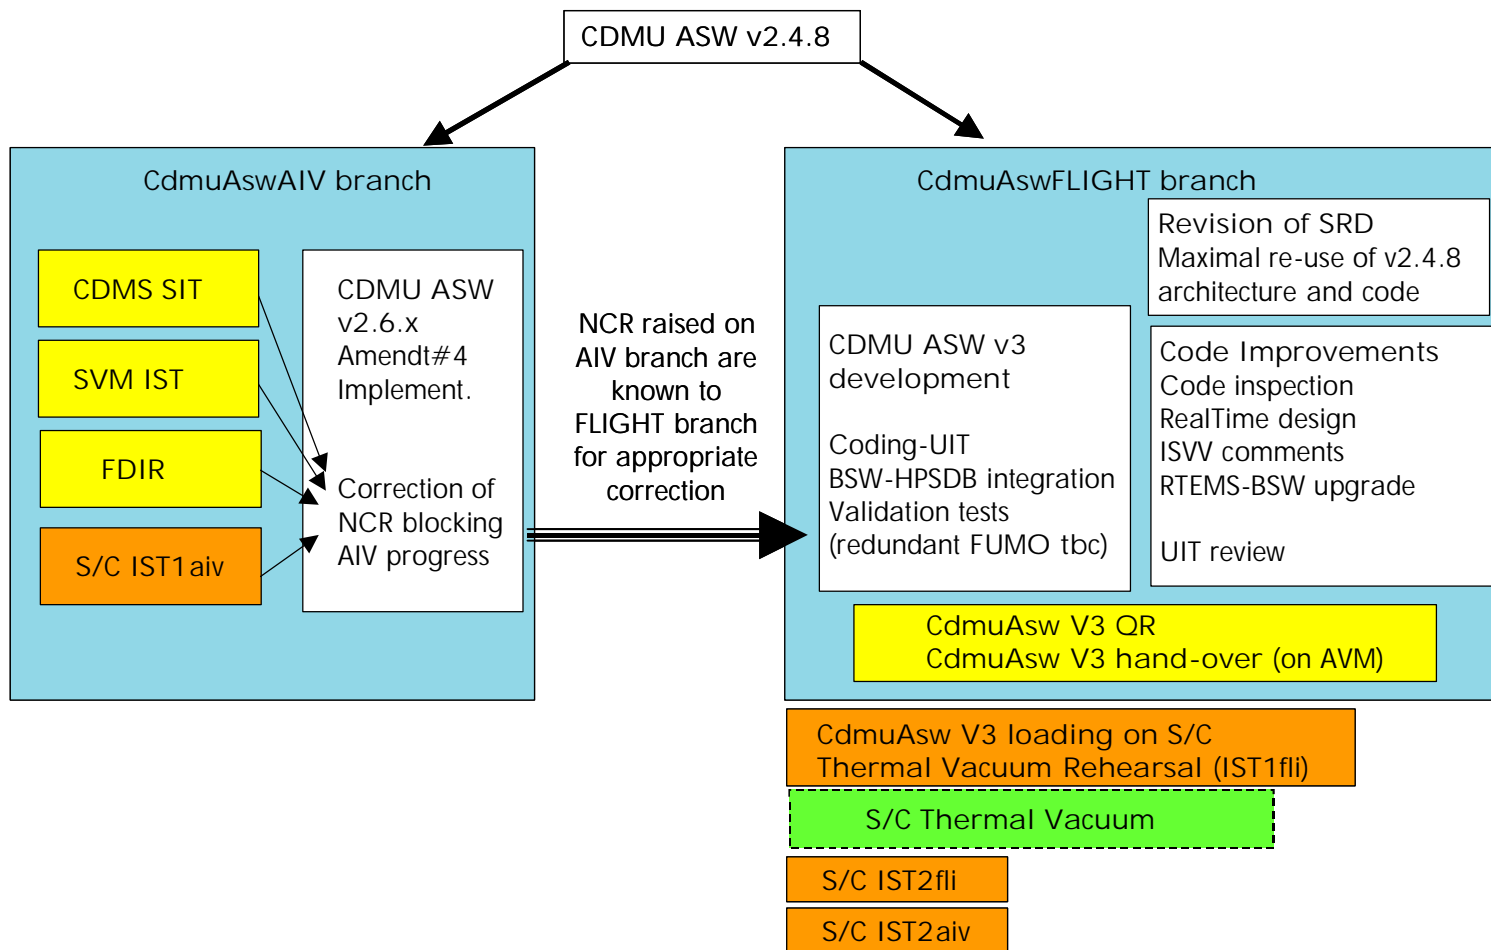 CDMU ASW v2.4.8
CdmuAswAIV branch
CDMS SIT
SVM IST
FDIR
S/C IST1aiv
CDMU ASW
v2.6.x
Amendt#4
Implement.
Correction of
NCR blocking
AIV progress
NCR raised on
AIV branch are
known to
FLIGHT branch
for appropriate
correction
CdmuAswFLIGHT branch
Revision of SRD
Maximal re-use of v2.4.8
architecture and code
CDMU ASW v3
development
Coding-UIT
BSW-HPSDB integration
Validation tests
(redundant FUMO tbc)
Code Improvements
Code inspection
RealTime design
ISVV comments
RTEMS-BSW upgrade
UIT review
CdmuAsw V3 QR
CdmuAsw V3 hand-over (on AVM)
CdmuAsw V3 loading on S/C
Thermal Vacuum Rehearsal (IST1fli)
S/C Thermal Vacuum
S/C IST2fli
S/C IST2aiv